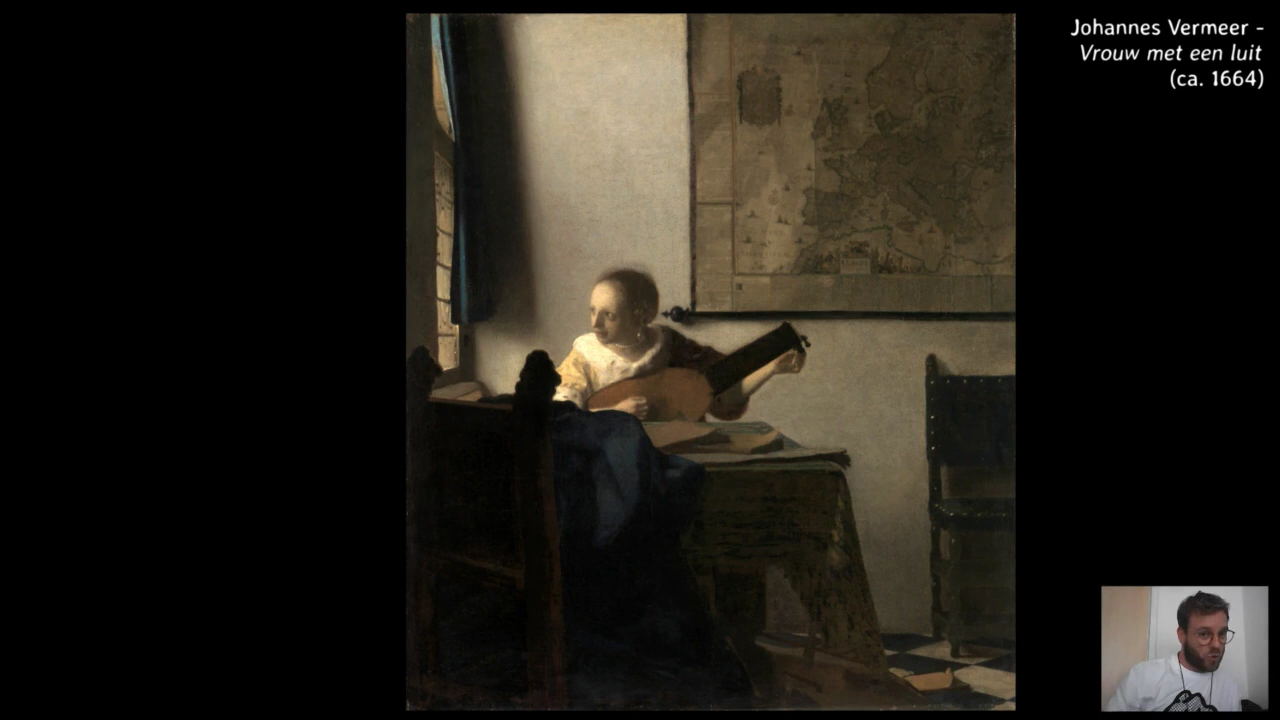 Johannes Vermeer -
Vrouw met een luit
(ca. 1664)